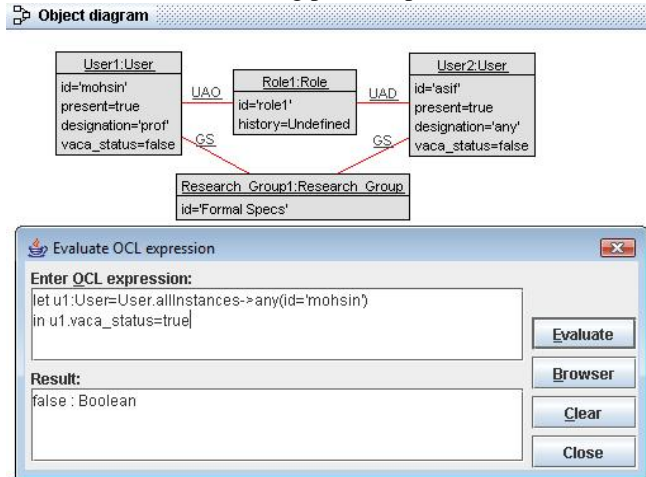 Object diagram
User1:User
id='mohsin'
present=true
designation='prof'
vaca_status=false
UAO
Role1:Role
id='role1'
history=Undefined
UAD
User2:User
id='asif'
present=true
designation='any'
vaca_status=false
GS
GS
Research_Group1:Research_Group
id='Formal Specs'
Evaluate OCL expression
Enter OCL expression:
let u1:User=User.allInstances->any(id='mohsin')
in u1.vaca_status=true
Evaluate
Browser
Result:
false : Boolean
Clear
Close